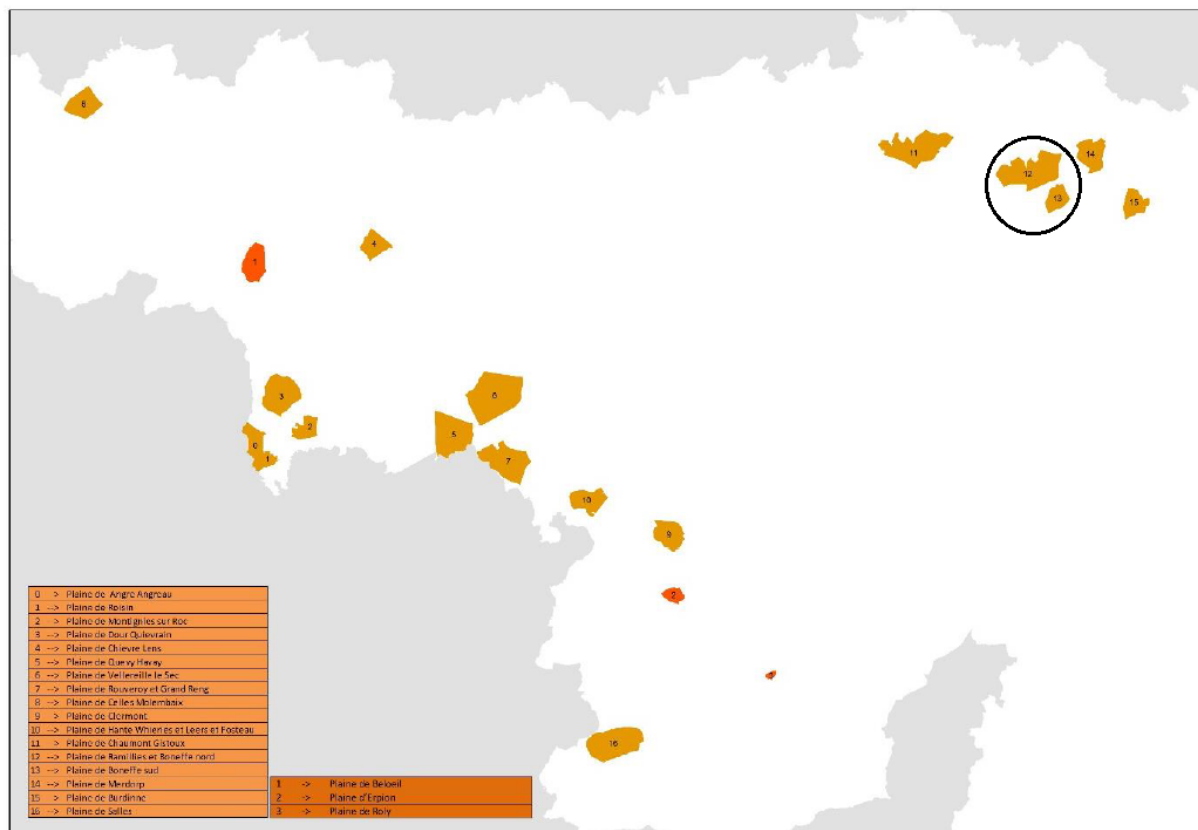 8
11
14
12
13
15
4
1
3
2
6
0
5
1
7
10
9
2
3
16
0 -> Plaine de Angre Angreau
1 --> Plaine de Roisin
2 --> Plaine de Montignies sur Roc
3 --> Plaine de Dour Quievrain
4 --> Plaine de Chievre Lens
5 --> Plaine de Quevy Havay
6 --> Plaine de Vellereille le Sec
7 --> Plaine de Rouveroy et Grand Reng
8 --> Plaine de Celles Molembaix
9 -> Plaine de Clermont
10 --> Plaine de Hante Wiheries et Leers et Fosteau
11 -> Plaine de Chaumont Gistoux
12 --> Plaine de Ramillies et Boneffe nord
13 --> Plaine de Boneffe sud
14 --> Plaine de Merdorp
15 -> Plaine de Burdinne
16 --> Plaine de Salles
1 -> Plaine de Beloeil
2 -> Plaine d'Erpion
3 -> Plaine de Roly